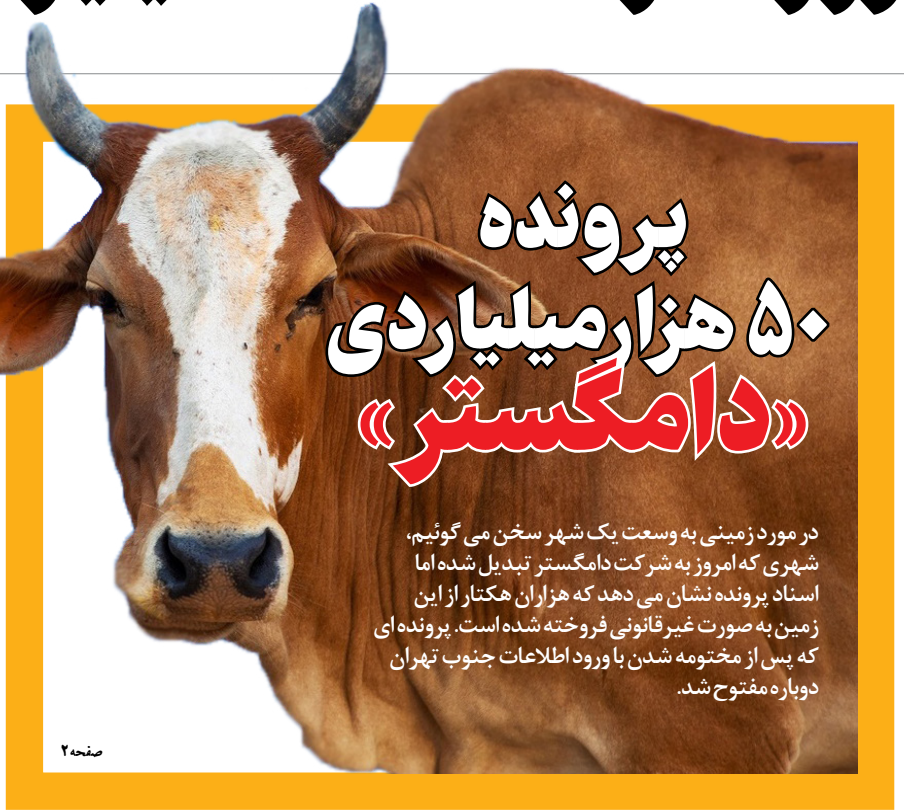 پرونده
۵۰ هزارمیلیاردی
«دامگستر»
در مورد زمینی به وسعت یک شهر سخن می گوئیم،
شهری که امروز به شرکت دامگستر تبدیل شده اما
اسناد پرونده نشان می دهد که هزاران هکتار از این
زمین به صورت غیرقانونی فروخته شده است. پرونده ای
که پس از مختومه شدن با ورود اطلاعات جنوب تهران
دوباره مفتوح شد.
صفحه ۲